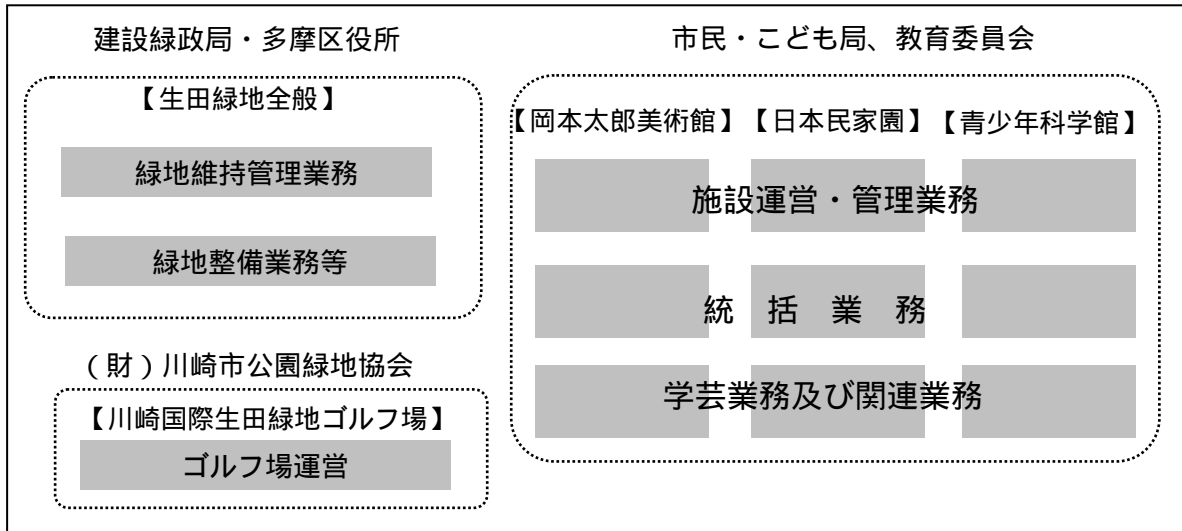 建設緑政局・多摩区役所
【生田緑地全般】
緑地維持管理業務
緑地整備業務等
（財）川崎市公園緑地協会
【川崎国際生田緑地ゴルフ場】
ゴルフ場運営
市民・こども局、教育委員会
【岡本太郎美術館】【日本民家園】【青少年科学館】
施設運営・管理業務
統　括　業　務
学芸業務及び関連業務